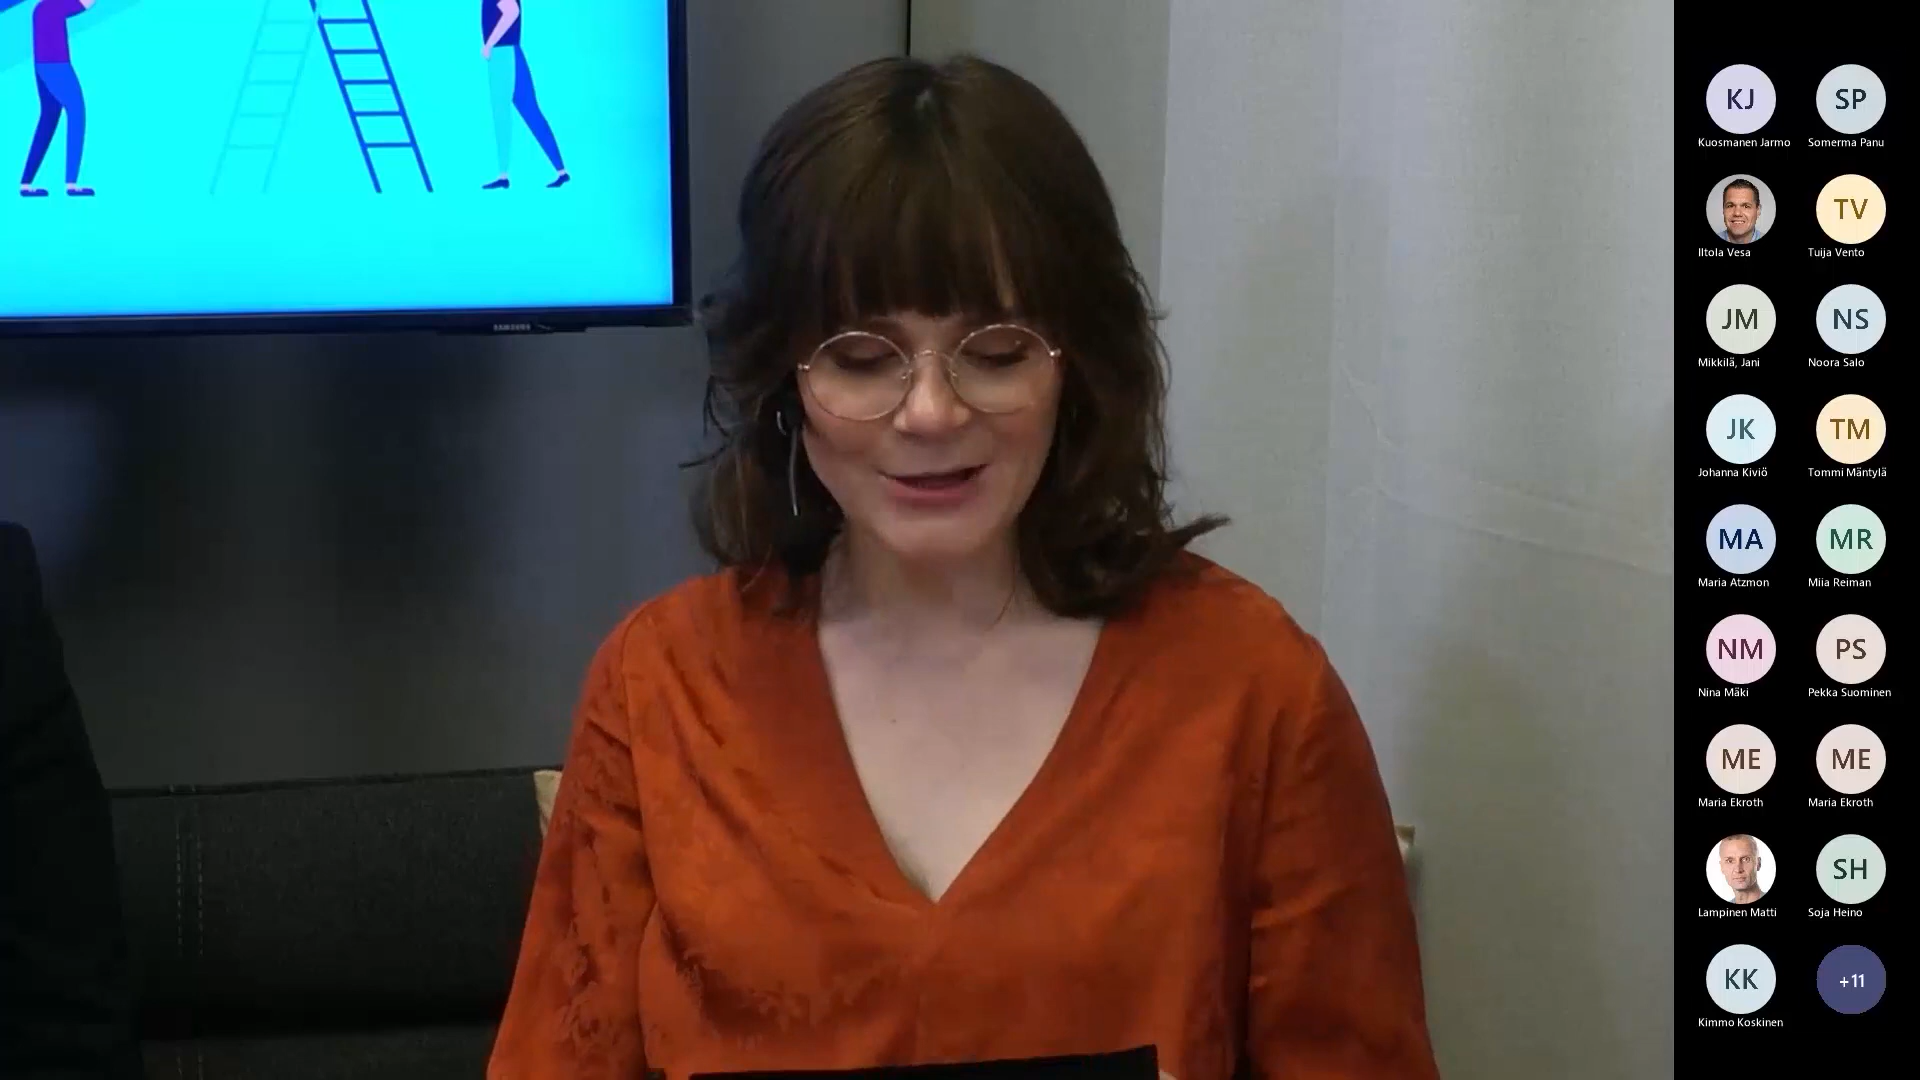 SAMSUNG
KJ
Kuosmanen Jarmo
SP
Somerma Panu
Iltola Vesa
TV
Tuija Vento
JM
Mikkilä, Jani
NS
Noora Salo
JK
Johanna Kiviö
TM
Tommi Mäntylä
MA
Maria Atzmon
MR
Miia Reiman
NM
Nina Mäki
PS
Pekka Suominen
ME
Maria Ekroth
ME
Maria Ekroth
Lampinen Matti
SH
Soja Heino
KK
Kimmo Koskinen
+11